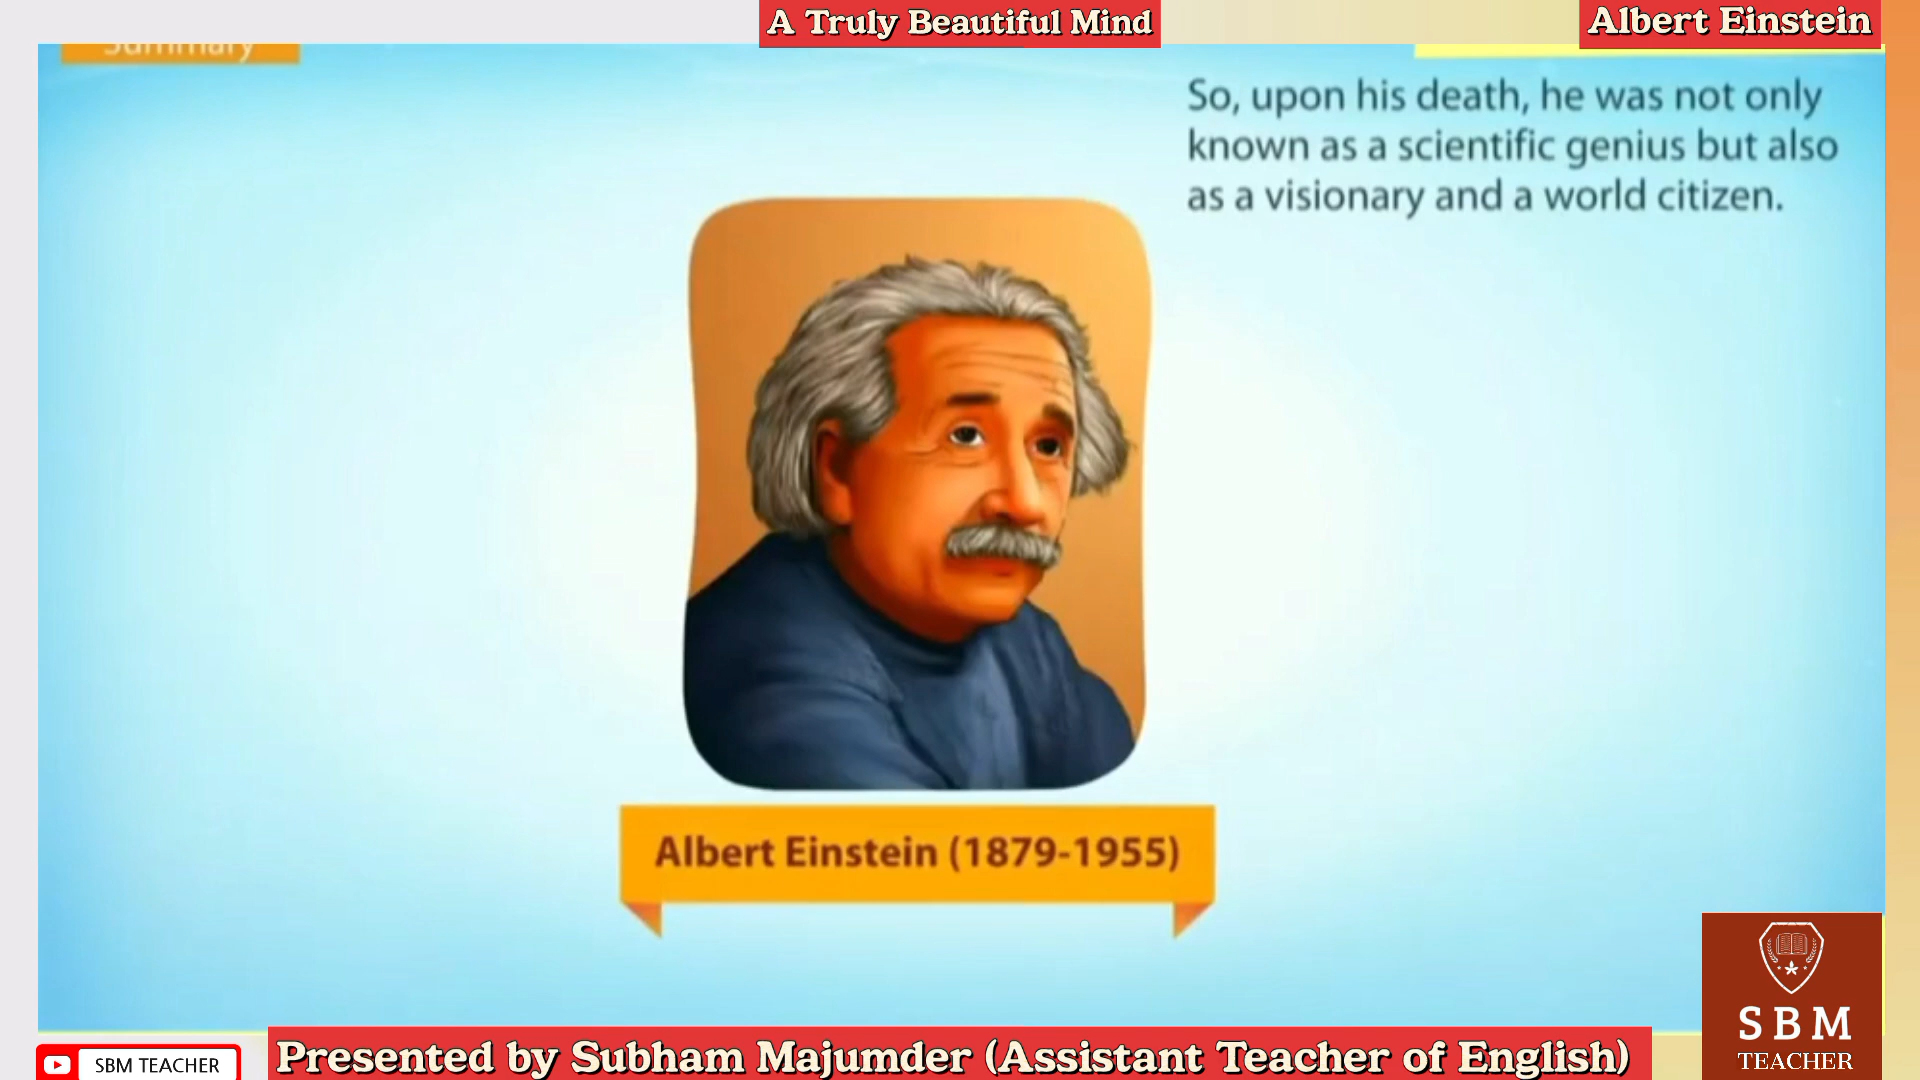 A Truly Beautiful Mind
Albert Einstein
Summary
So, upon his death, he was not only
known as a scientific genius but also
as a visionary and a world citizen.
Albert Einstein (1879-1955)
SBM
TEACHER
SBM TEACHER
Presented by Subham Majumder (Assistant Teacher of English)